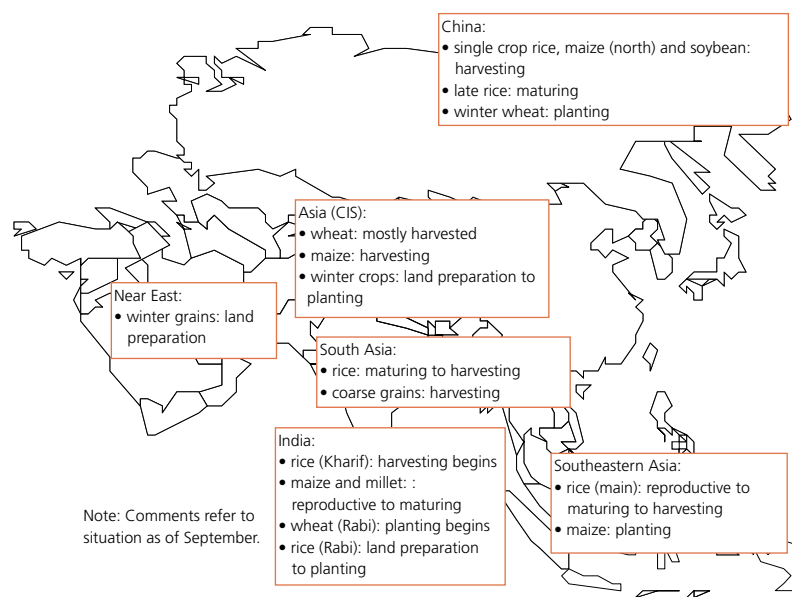 China:
• single crop rice, maize (north) and soybean:
harvesting
• late rice: maturing
• winter wheat: planting
Asia (CIS):
• wheat: mostly harvested
• maize: harvesting
• winter crops: land preparation to
planting
Near East:
• winter grains: land
preparation
South Asia:
• rice: maturing to harvesting
• coarse grains: harvesting
India:
• rice (Kharif): harvesting begins
• maize and millet: :
reproductive to maturing
• wheat (Rabi): planting begins
• rice (Rabi): land preparation
to planting
Southeastern Asia:
• rice (main): reproductive to
maturing to harvesting
• maize: planting
Note: Comments refer to
situation as of September.